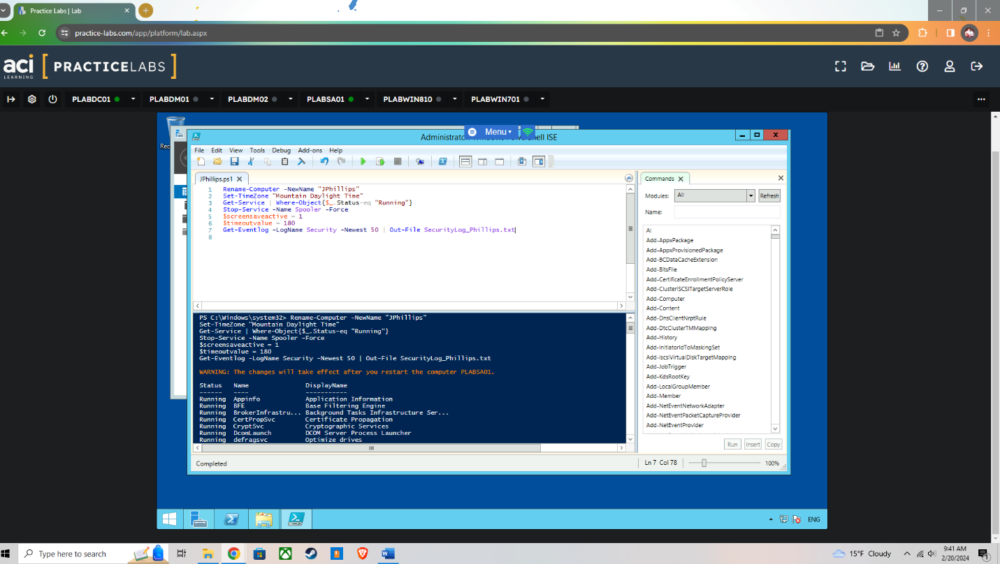 Practice Labs | Lab
practice-labs.com/app/platform/lab.aspx
aci
LEARNING
[ PRACTICELABS ]
PLABDC01
PLABDM01
PLABDM02
PLABSA01
PLABWIN810
PLABWIN701
Menu
Administrato
ell ISE
File Edit View Tools Debug Add-ons Help
JPhillips.ps1
1 Rename-Computer -NewName "JPhillips"
2 Set-TimeZone "Mountain Daylight Time"
3 Get-Service | Where-Object{$_.Status-eq "Running"}
4 Stop-Service -Name Spooler -Force
5 $screensaveactive = 1
6 $timeoutvalue = 180
7 Get-Eventlog -LogName Security -Newest 50 | Out-File SecurityLog_Phillips.txt
8
PS C:\Windows\system32> Rename-Computer -NewName "JPhillips"
Set-TimeZone "Mountain Daylight Time"
Get-Service | Where-Object{$_.Status-eq "Running"}
Stop-Service -Name Spooler -Force
$screensaveactive = 1
$timeoutvalue = 180
Get-Eventlog -LogName Security -Newest 50 | Out-File SecurityLog_Phillips.txt
WARNING: The changes will take effect after you restart the computer PLABSA01.
Status Name DisplayName
------ ---- -----------
Running Appinfo Application Information
Running BFE Base Filtering Engine
Running BrokerInfrastru... Background Tasks Infrastructure Ser...
Running CertPropSvc Certificate Propagation
Running CryptSvc Cryptographic Services
Running DcomLaunch DCOM Server Process Launcher
Running defragsvc Optimize drives
Commands
Modules: All Refresh
Name:
A:
Add-AppxPackage
Add-AppxProvisionedPackage
Add-BCDataCacheExtension
Add-BitsFile
Add-CertificateEnrollmentPolicyServer
Add-ClusteriSCSITargetServerRole
Add-Computer
Add-Content
Add-DnsClientNrptRule
Add-DtcClusterTMMapping
Add-History
Add-InitiatorIdToMaskingSet
Add-IscsiVirtualDiskTargetMapping
Add-JobTrigger
Add-KdsRootKey
Add-LocalGroupMember
Add-Member
Add-NetEventNetworkAdapter
Add-NetEventPacketCaptureProvider
Add-NetEventProvider
Run Insert Copy
Completed
Ln 7 Col 78
100%
Rec
ENG
Type here to search
15°F Cloudy
9:41 AM
2/20/2024
1